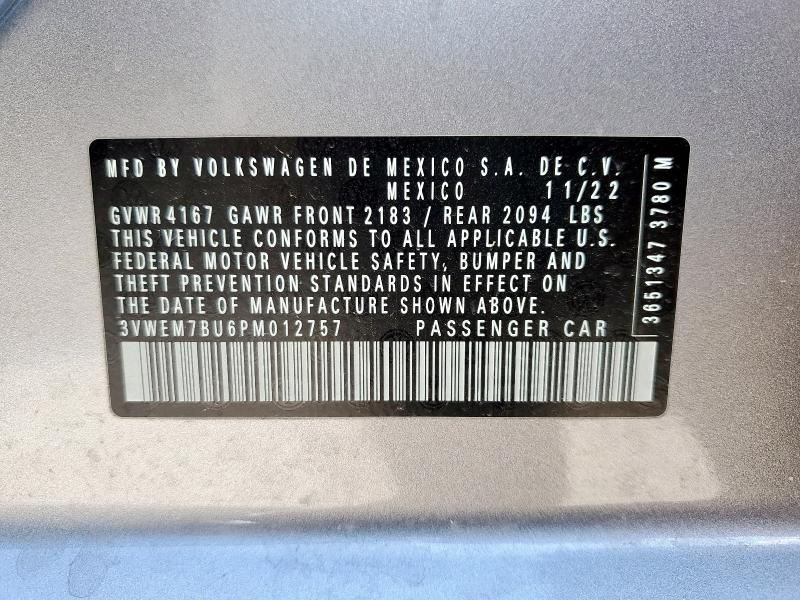 MFD BY VOLKSWAGEN DE MEXICO S.A. DE C.V.
MEXICO 11/22
GVWR 4167 GAWR FRONT 2183 / REAR 2094 LBS
THIS VEHICLE CONFORMS TO ALL APPLICABLE U.S.
FEDERAL MOTOR VEHICLE SAFETY, BUMPER AND
THEFT PREVENTION STANDARDS IN EFFECT ON
THE DATE OF MANUFACTURE SHOWN ABOVE.
3VWEM7BU6PM012757 PASSENGER CAR
3651347 3780 M